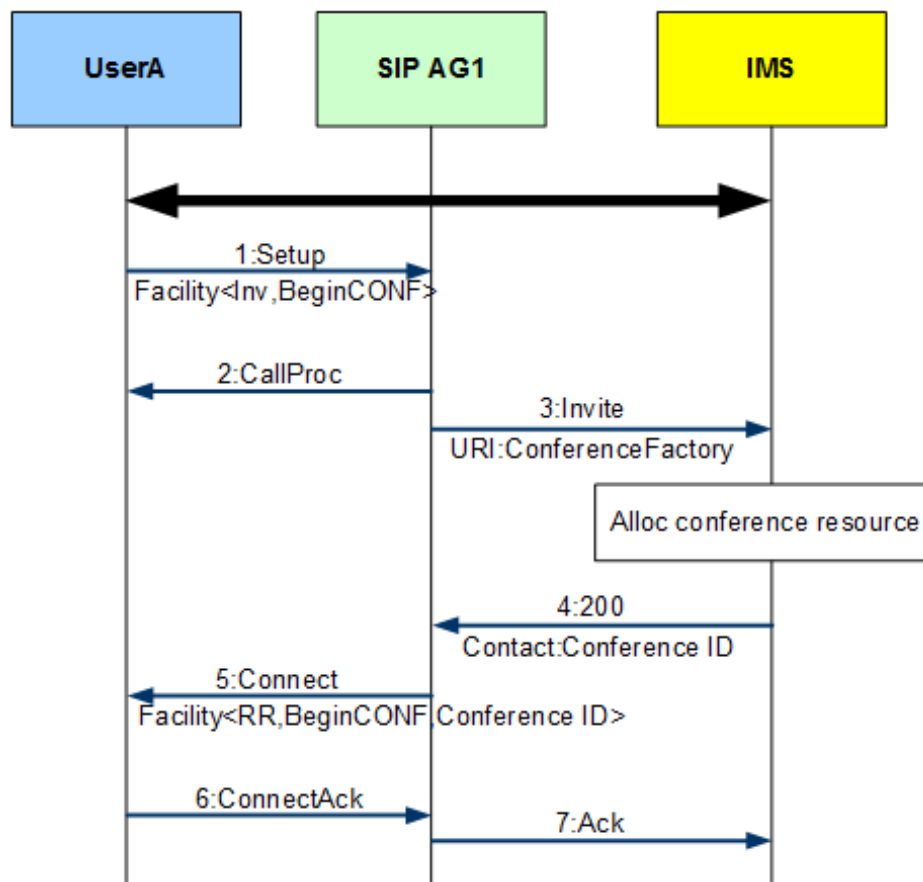 UserA
SIP AG1
IMS
1:Setup
Facility<Inv,BeginCONF>
2:CallProc
3:Invite
URI:ConferenceFactory
Alloc conference resource
4:200
Contact:Conference ID
5:Connect
Facility<RR,BeginCONF,Conference ID>
6:ConnectAck
7:Ack